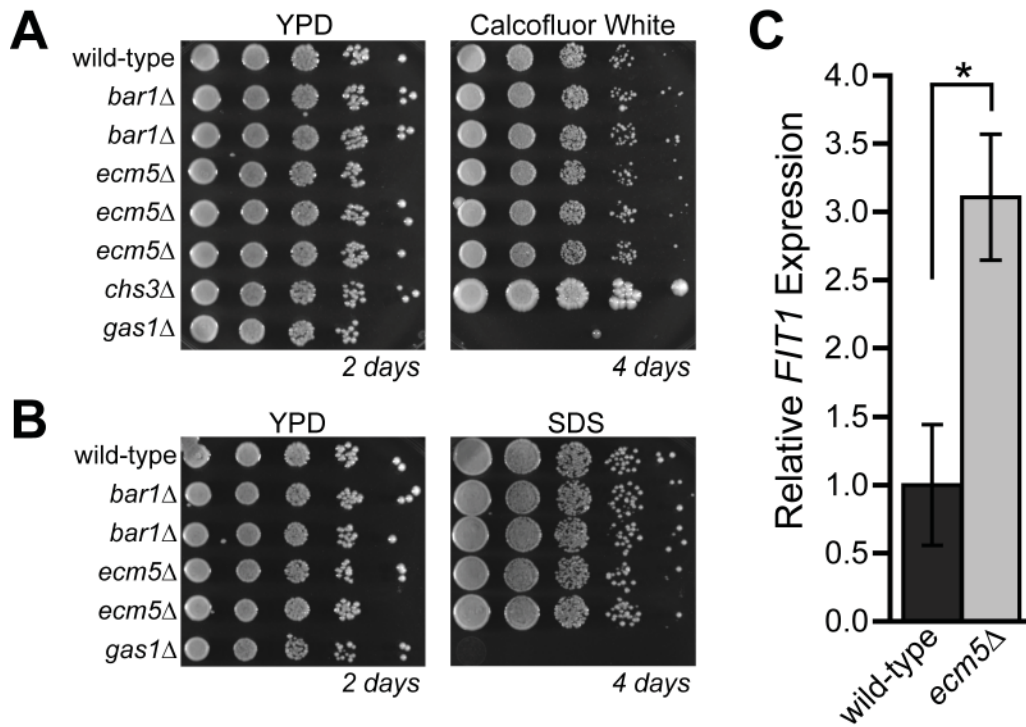 A
YPD
Calcofluor White
wild-type
bar1Δ
bar1Δ
ecm5Δ
ecm5Δ
ecm5Δ
chs3Δ
gas1Δ
2 days
4 days
B
YPD
SDS
wild-type
bar1Δ
bar1Δ
ecm5Δ
ecm5Δ
gas1Δ
2 days
4 days
C
*
Relative FIT1 Expression
4.0
3.5
3.0
2.5
2.0
1.5
1.0
0.5
0.0
wild-type
ecm5Δ